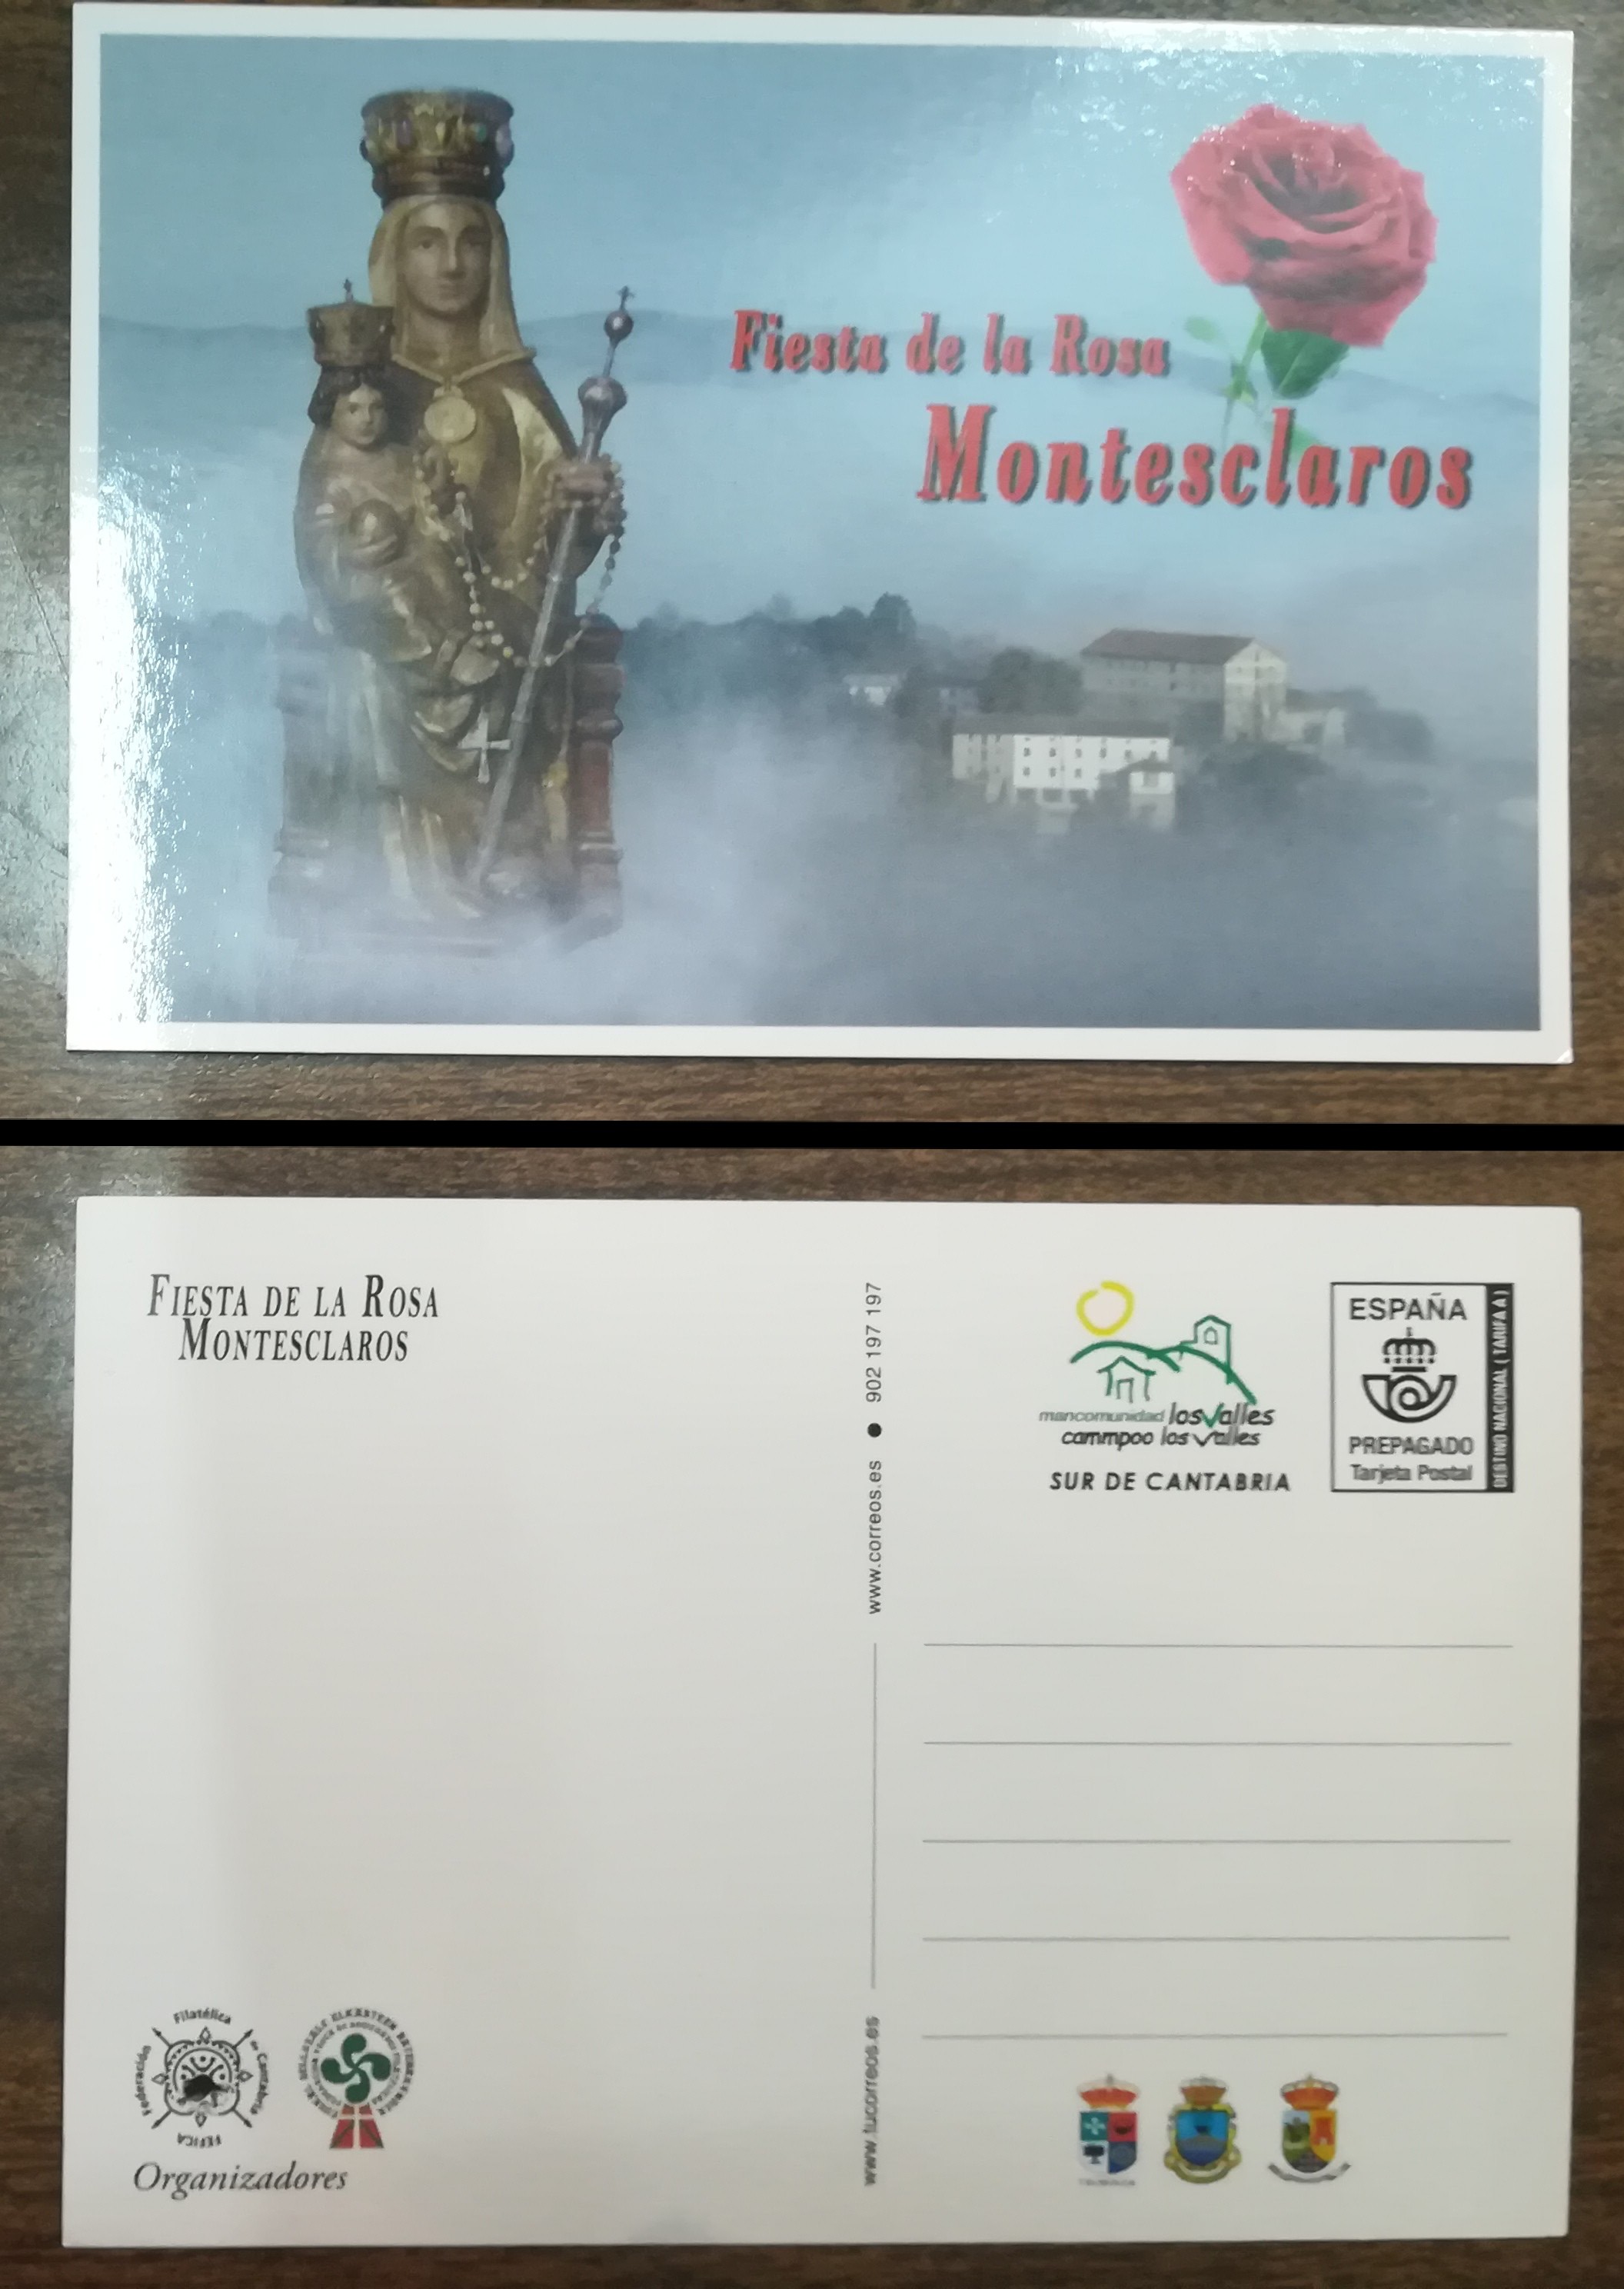 Fiesta de la Rosa
Montesclaros
FIESTA DE LA ROSA
MONTESCLAROS
www.tucorreos.es
www.correos.es ● 902 197 197
mancomunidad los Valles
cammpoo los valles
SUR DE CANTABRIA
ESPAÑA
PREPAGADO
Tarjeta Postal
DESTINO NACIONAL ( TARIFA A )
Federación Filatélica de Cantabria
FEFICA
Organizadores